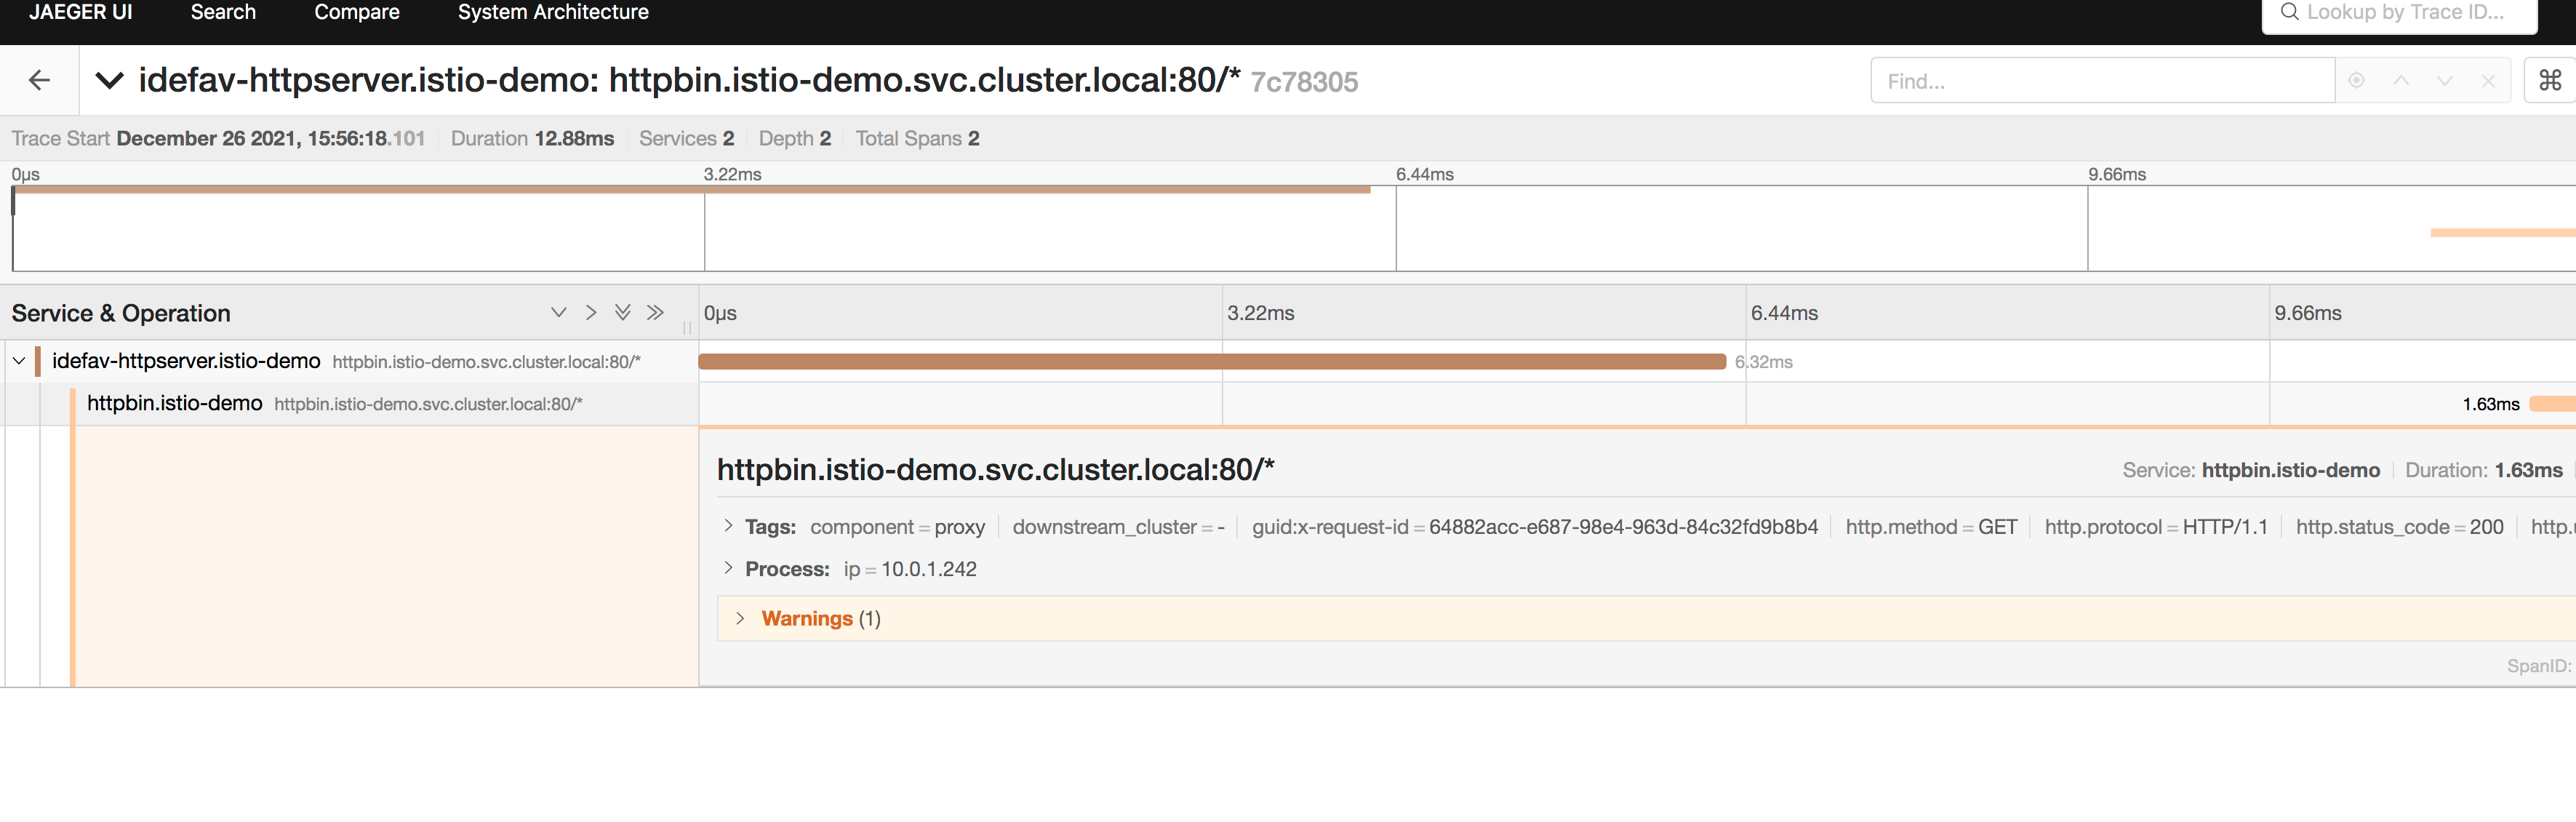 JAEGER UI Search Compare System Architecture Lookup by Trace ID...
idefav-httpserver.istio-demo: httpbin.istio-demo.svc.cluster.local:80/* 7c78305 Find...
Trace Start December 26 2021, 15:56:18.101 Duration 12.88ms Services 2 Depth 2 Total Spans 2
0μs 3.22ms 6.44ms 9.66ms
Service & Operation 0μs 3.22ms 6.44ms 9.66ms
idefav-httpserver.istio-demo httpbin.istio-demo.svc.cluster.local:80/* 6.32ms
httpbin.istio-demo httpbin.istio-demo.svc.cluster.local:80/* 1.63ms
httpbin.istio-demo.svc.cluster.local:80/* Service: httpbin.istio-demo Duration: 1.63ms
Tags: component = proxy downstream_cluster = - guid:x-request-id = 64882acc-e687-98e4-963d-84c32fd9b8b4 http.method = GET http.protocol = HTTP/1.1 http.status_code = 200
Process: ip = 10.0.1.242
Warnings (1)
SpanID: